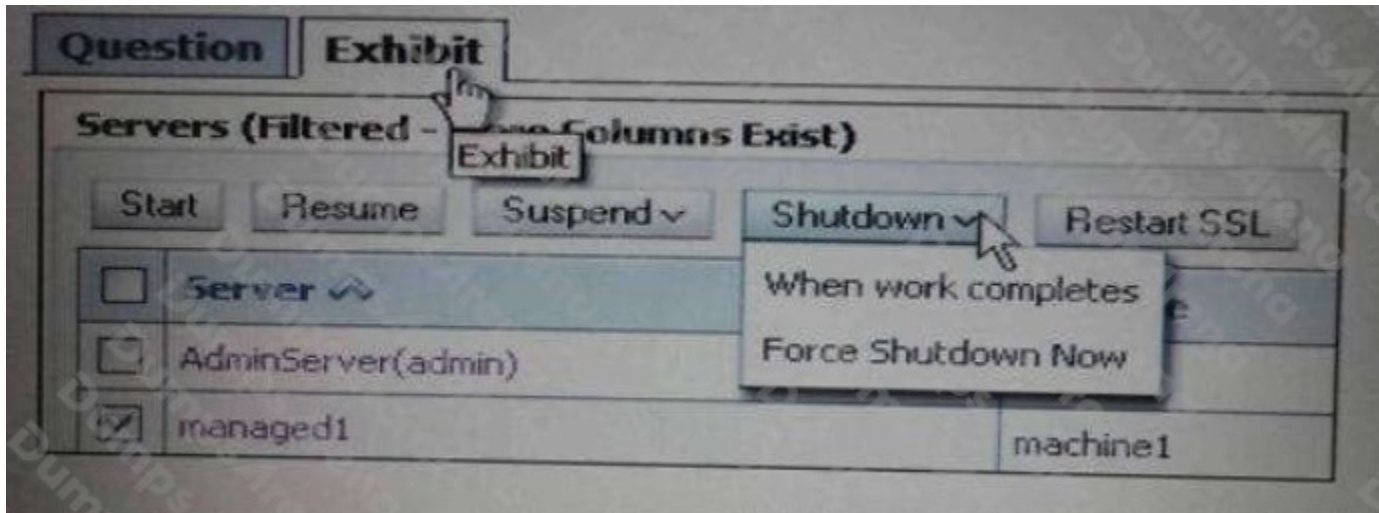 Question Exhibit
Servers (Filtered - Columns Exist)
Exhibit
Start Resume Suspend Shutdown Restart SSL
Server
When work completes
AdminServer(admin)
Force Shutdown Now
managed1 machine1
DumpsArena